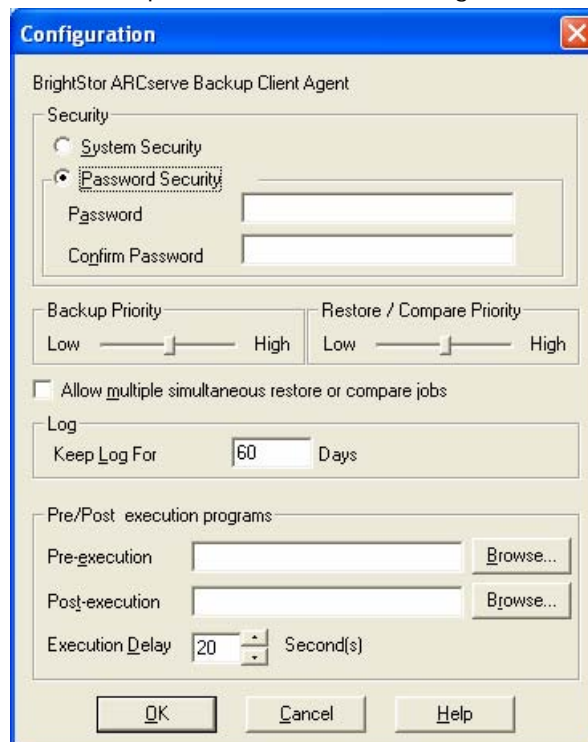 Configuration
BrightStor ARCserve Backup Client Agent
Security
System Security
Password Security
Password
Confirm Password
Backup Priority
Low High
Restore / Compare Priority
Low High
Allow multiple simultaneous restore or compare jobs
Log
Keep Log For 60 Days
Pre/Post execution programs
Pre-execution Browse...
Post-execution Browse...
Execution Delay 20 Second(s)
OK Cancel Help